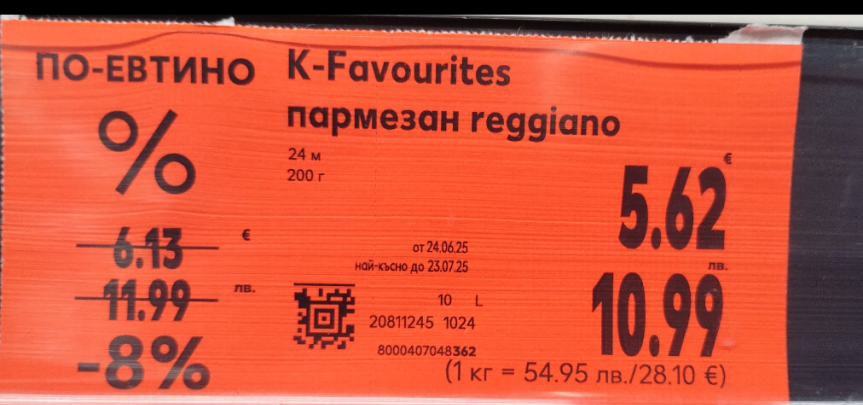 ПО-ЕВТИНО
%
6.13 €
11.99 лв.
-8%
K-Favourites
пармезан reggiano
24 м
200 г
от 24.06.25
най-късно до 23.07.25
10 L
20811245 1024
8000407048362
5.62 €
10.99 лв.
(1 кг = 54.95 лв./28.10 €)